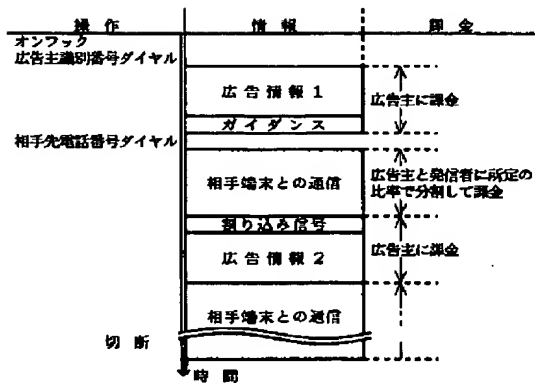 操作 情報 課金
オンフック
広告主識別番号ダイヤル
広告情報1
広告主に課金
ガイダンス
相手先電話番号ダイヤル
相手端末との通信
広告主と発信者に所定の
比率で分割して課金
割り込み信号
広告情報2
広告主に課金
相手端末との通信
切断
時間